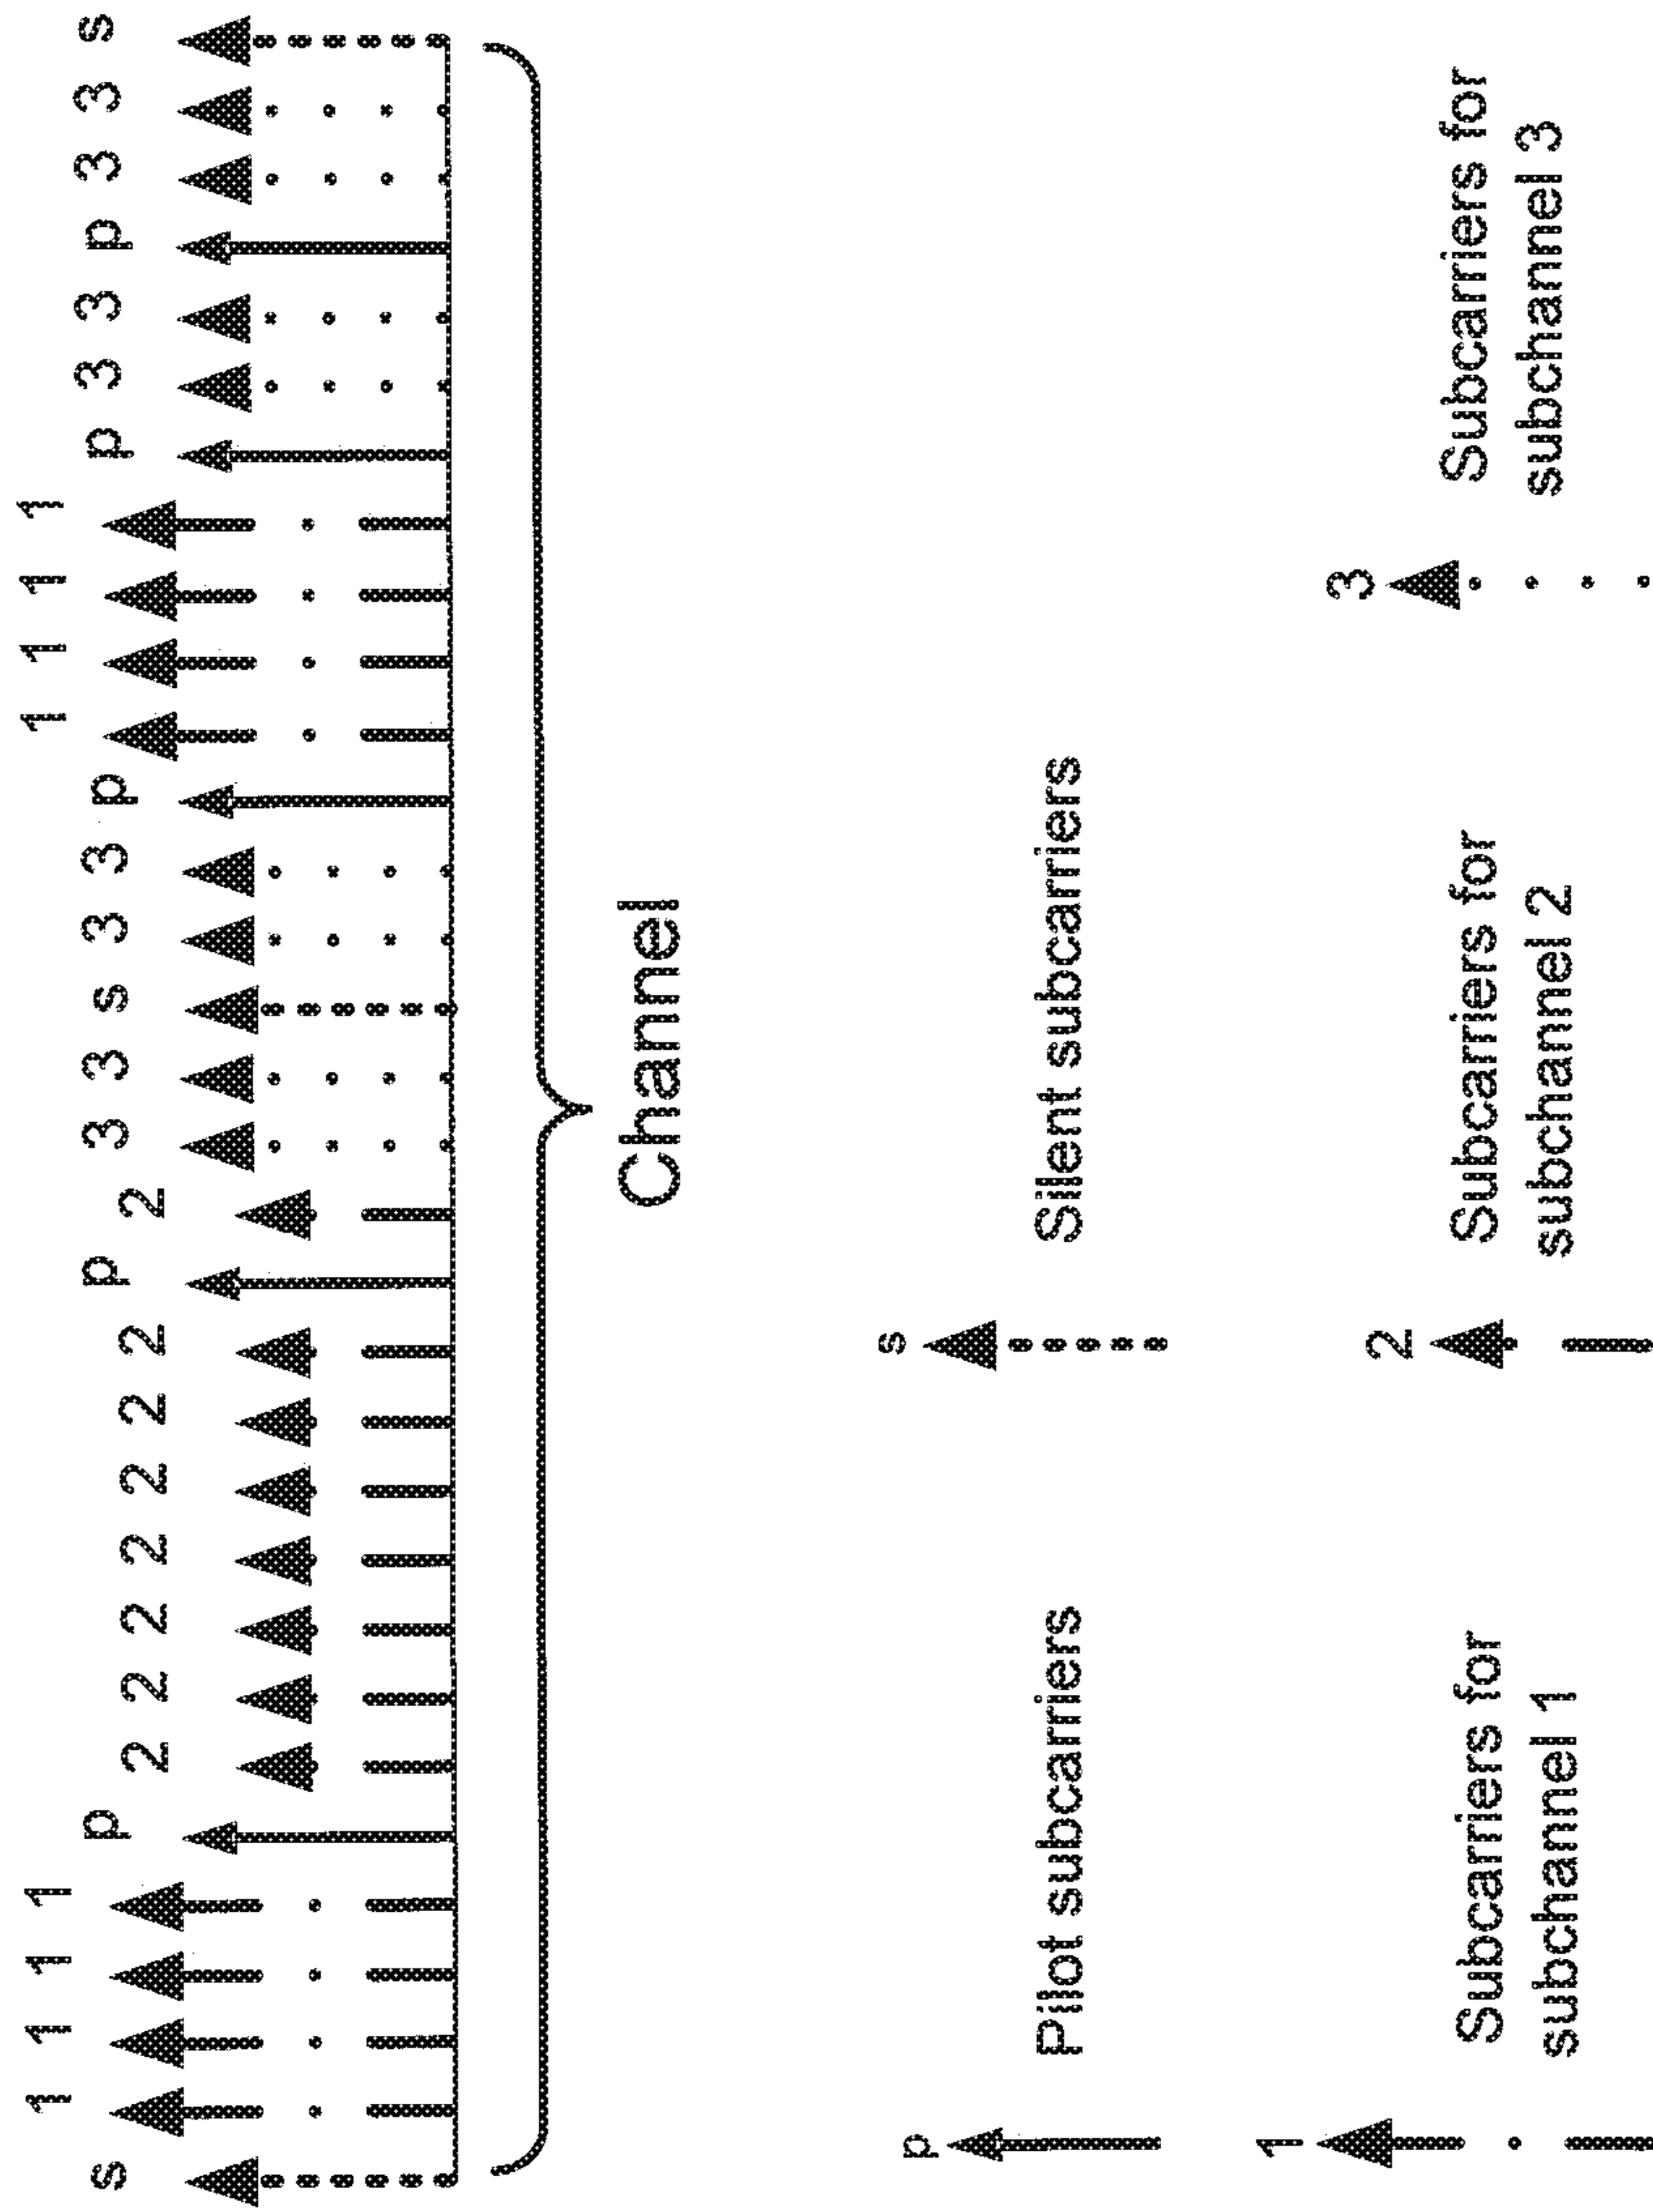 s 1 1 1 1 p 2 2 2 2 2 2 2 p 2 3 3 s 3 3 p 1 1 1 1 p 3 3 p 3 3 s
Channel
p
Pilot subcarriers
s
Silent subcarriers
1
Subcarriers for
subchannel 1
2
Subcarriers for
subchannel 2
3
Subcarriers for
subchannel 3